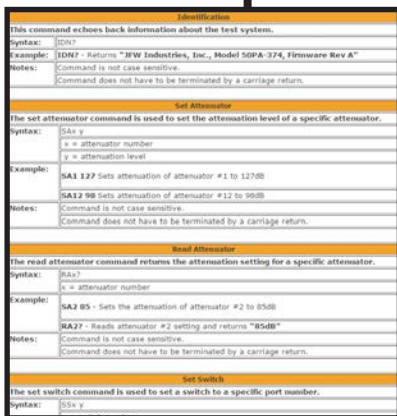 Identification
This command echoes back information about the test system.
Syntax: IDN?
Example: IDN? - Returns "JFW Industries, Inc., Model 50PA-374, Firmware Rev A"
Notes: Command is not case sensitive.
Command does not have to be terminated by a carriage return.
Set Attenuator
The set attenuator command is used to set the attenuation level of a specific attenuator.
Syntax: SAx y
x = attenuator number
y = attenuation level
Example: SA1 127 Sets attenuation of attenuator #1 to 127dB
SA12 98 Sets attenuation of attenuator #12 to 98dB
Notes: Command is not case sensitive.
Command does not have to be terminated by a carriage return.
Read Attenuator
The read attenuator command returns the attenuation setting for a specific attenuator.
Syntax: RAx?
x = attenuator number
Example: SA2 85 - Sets the attenuation of attenuator #2 to 85dB
RA2? - Reads attenuator #2 setting and returns "85dB"
Notes: Command is not case sensitive.
Command does not have to be terminated by a carriage return.
Set Switch
The set switch command is used to set a switch to a specific port number.
Syntax: SSx y